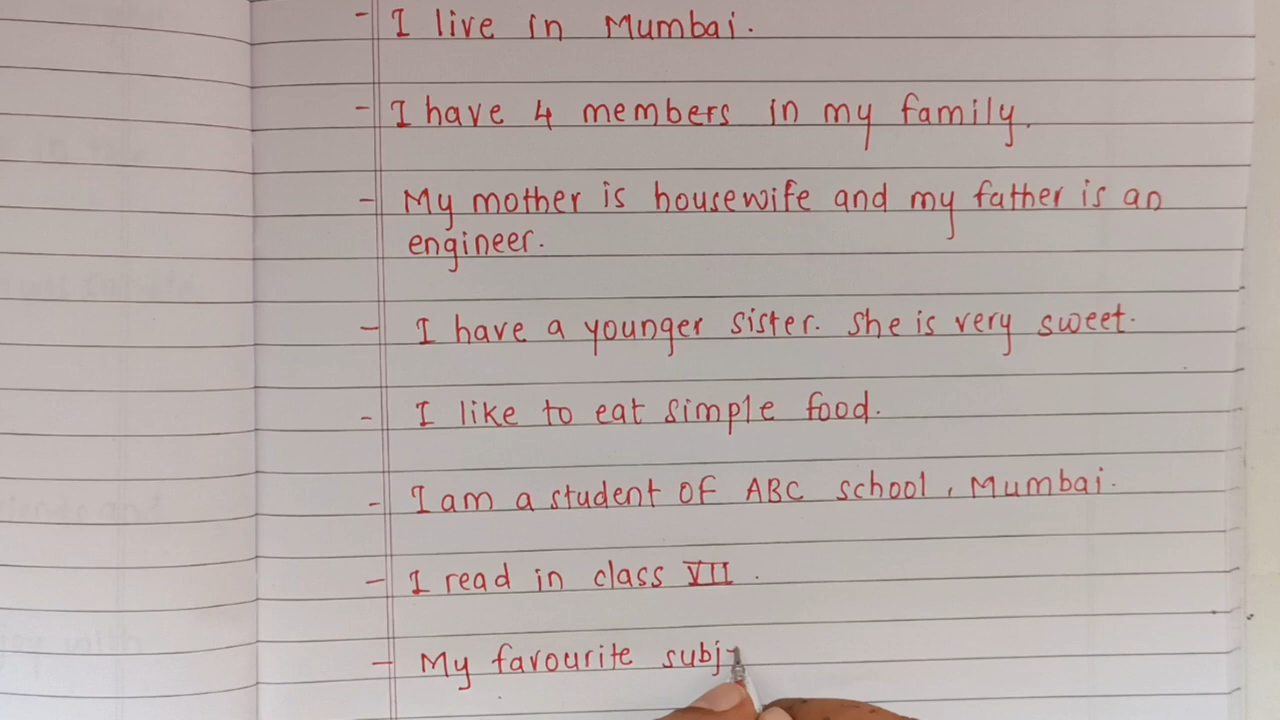 - I live in Mumbai.
- I have 4 members in my family.
- My mother is housewife and my father is an
engineer.
- I have a younger sister. She is very sweet.
- I like to eat simple food.
- I am a student of ABC school, Mumbai.
- I read in class VII.
- My favourite subj